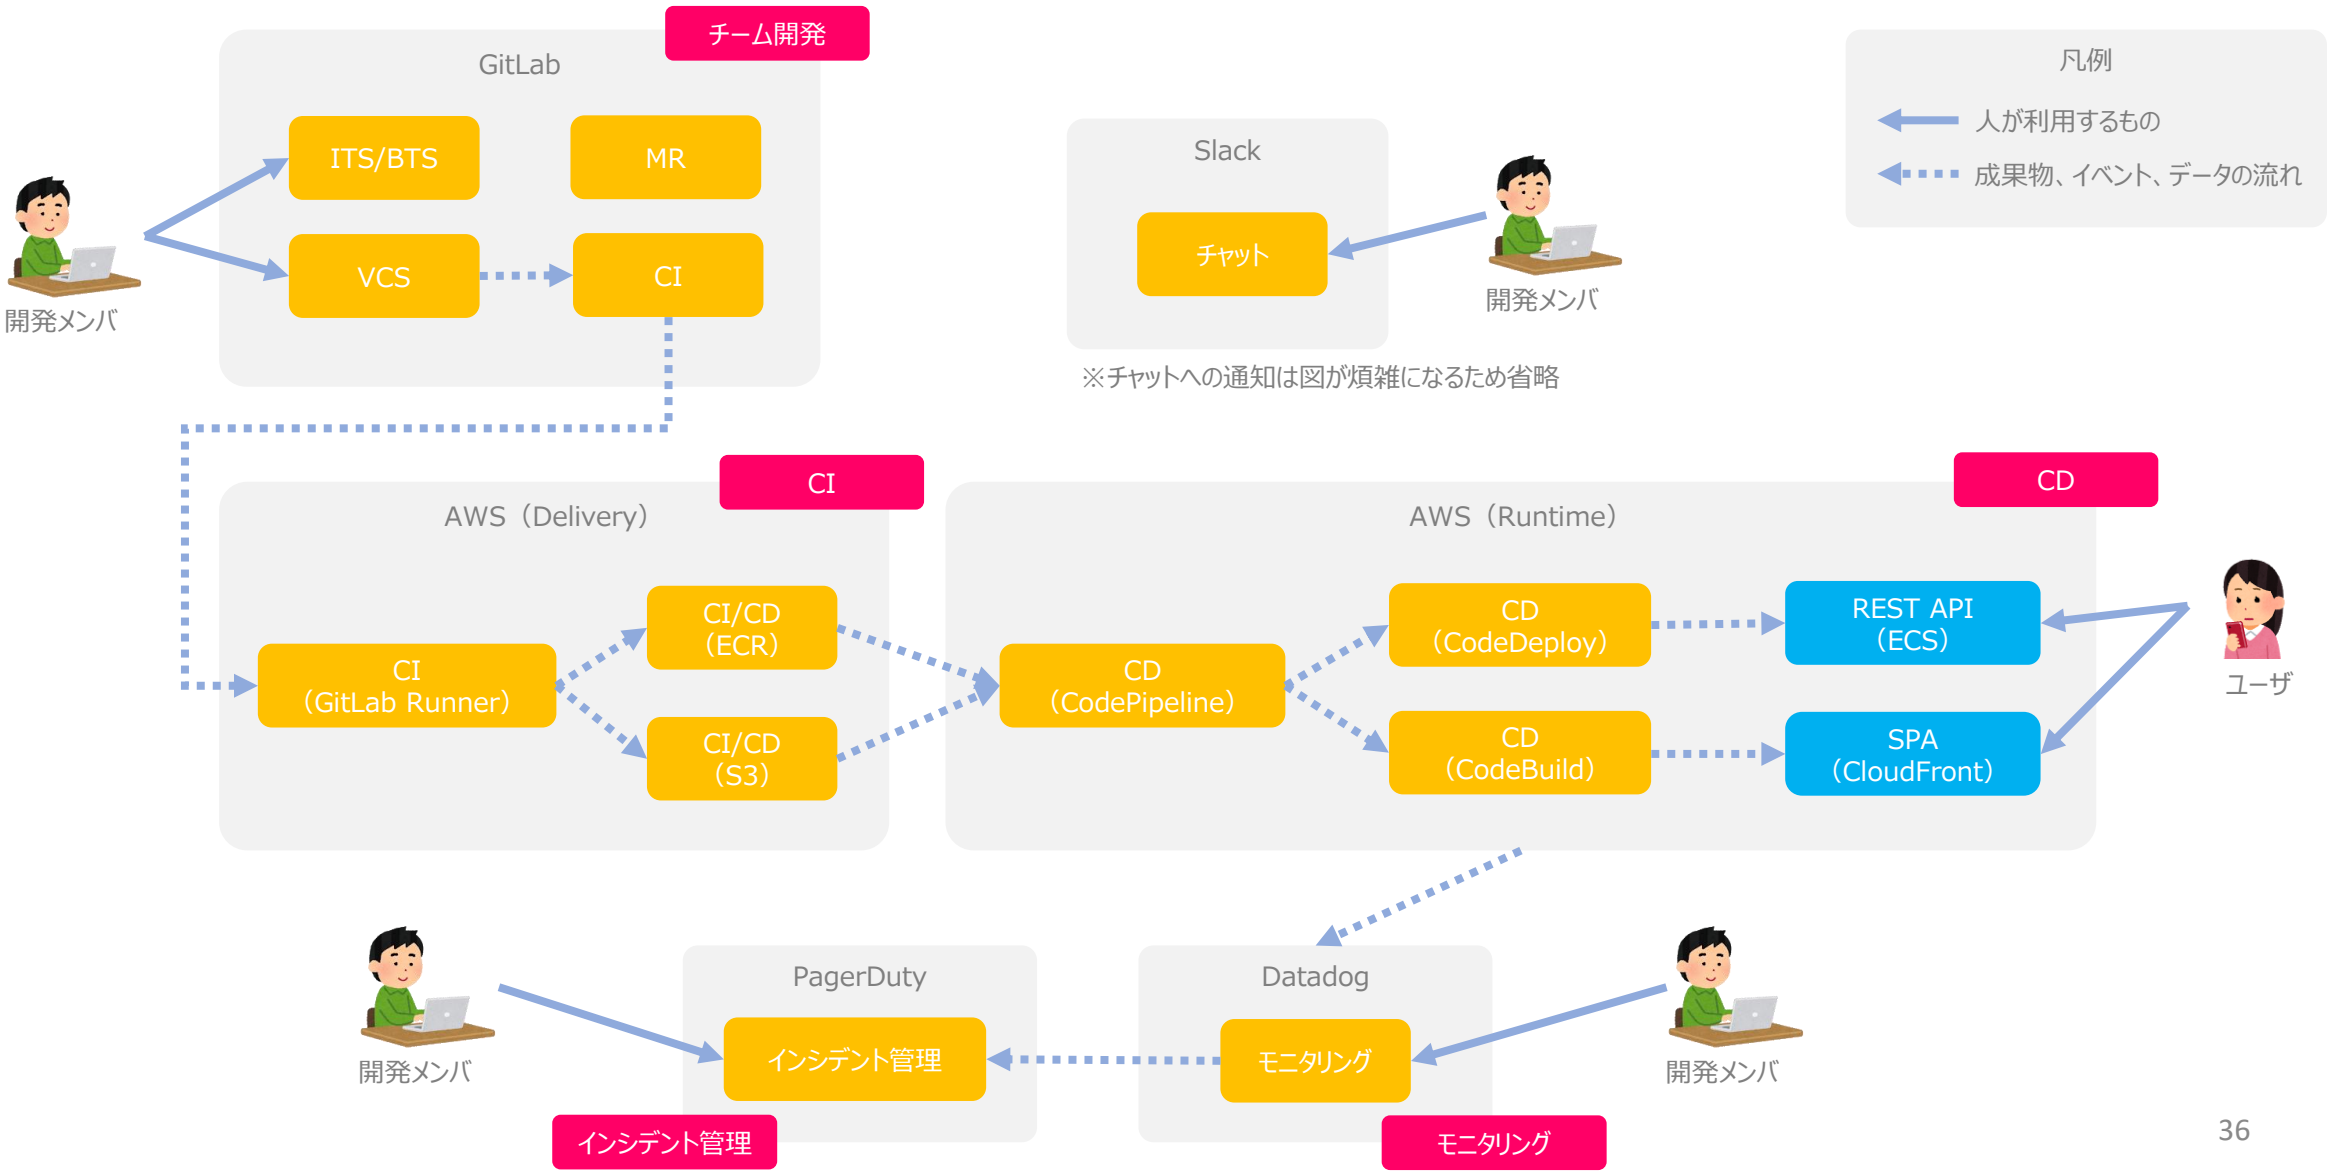 チーム開発
GitLab
ITS/BTS
MR
VCS
CI
開発メンバ
Slack
チャット
開発メンバ
※チャットへの通知は図が煩雑になるため省略
凡例
人が利用するもの
成果物、イベント、データの流れ
CI
AWS（Delivery）
CI
（GitLab Runner）
CI/CD
（ECR）
CI/CD
（S3）
CD
AWS（Runtime）
CD
（CodePipeline）
CD
（CodeDeploy）
CD
（CodeBuild）
REST API
（ECS）
SPA
（CloudFront）
ユーザ
開発メンバ
PagerDuty
インシデント管理
インシデント管理
Datadog
モニタリング
モニタリング
開発メンバ
36